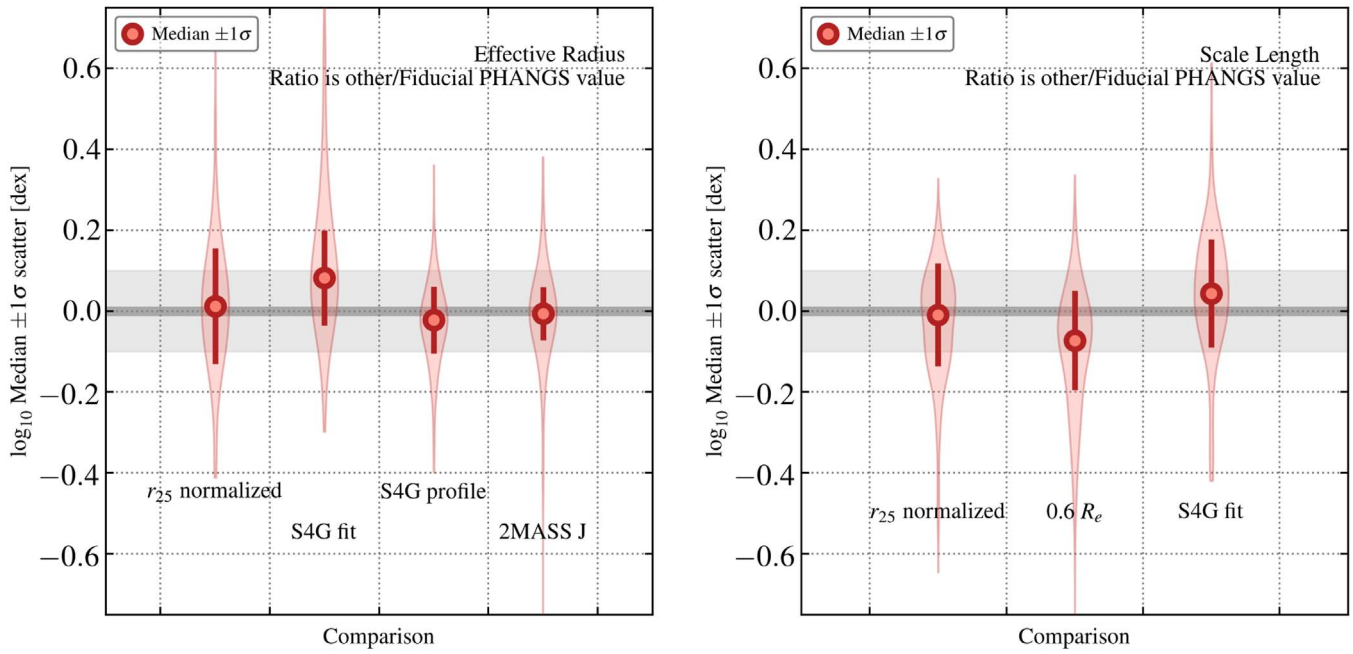 Median ±1σ
Effective Radius
Ratio is other/Fiducial PHANGS value
0.6
0.4
0.2
0.0
−0.2
−0.4
−0.6
log₁₀ Median ±1σ scatter [dex]
r₂₅ normalized
S4G fit
S4G profile
2MASS J
Comparison
Median ±1σ
Scale Length
Ratio is other/Fiducial PHANGS value
0.6
0.4
0.2
0.0
−0.2
−0.4
−0.6
log₁₀ Median ±1σ scatter [dex]
r₂₅ normalized
0.6 Rₑ
S4G fit
Comparison